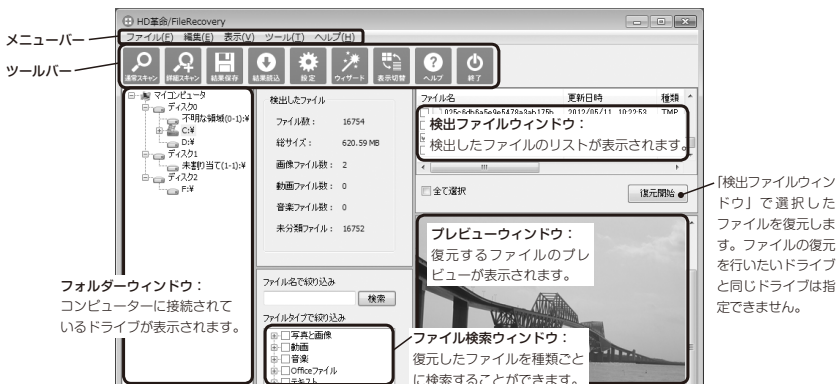 HD革命/FileRecovery
メニューバー
ファイル(F) 編集(E) 表示(V) ツール(T) ヘルプ(H)
ツールバー
通常スキャン 詳細スキャン 結果保存 結果読込 設定 ウィザード 表示切替 ヘルプ 終了
マイコンピュータ
ディスク0
不明な領域(0-1):¥
C:¥
D:¥
ディスク1
未割り当て(1-1):¥
ディスク2
F:¥
フォルダーウィンドウ：
コンピューターに接続されて
いるドライブが表示されます。
検出したファイル
ファイル数： 16754
総サイズ： 620.59 MB
画像ファイル数： 2
動画ファイル数： 0
音楽ファイル数： 0
未分類ファイル： 16752
ファイル名で絞り込み
検索
ファイルタイプで絞り込み
写真と画像
動画
音楽
Officeファイル
テキスト
ファイル検索ウィンドウ：
復元したファイルを種類ごと
に検索することができます。
ファイル名 更新日時 種類
2012/05/11 10:22:53 TMP
検出ファイルウィンドウ：
検出したファイルのリストが表示されます。
全て選択
復元開始
プレビューウィンドウ：
復元するファイルのプレ
ビューが表示されます。
「検出ファイルウィン
ドウ」で選択した
ファイルを復元しま
す。ファイルの復元
を行いたいドライブ
と同じドライブは指
定できません。